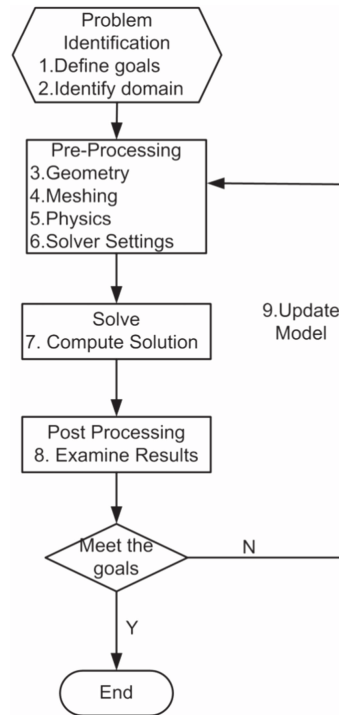 Problem
Identification
1.Define goals
2.Identify domain
Pre-Processing
3.Geometry
4.Meshing
5.Physics
6.Solver Settings
Solve
7. Compute Solution
9.Update
Model
Post Processing
8. Examine Results
Meet the
goals
N
Y
End